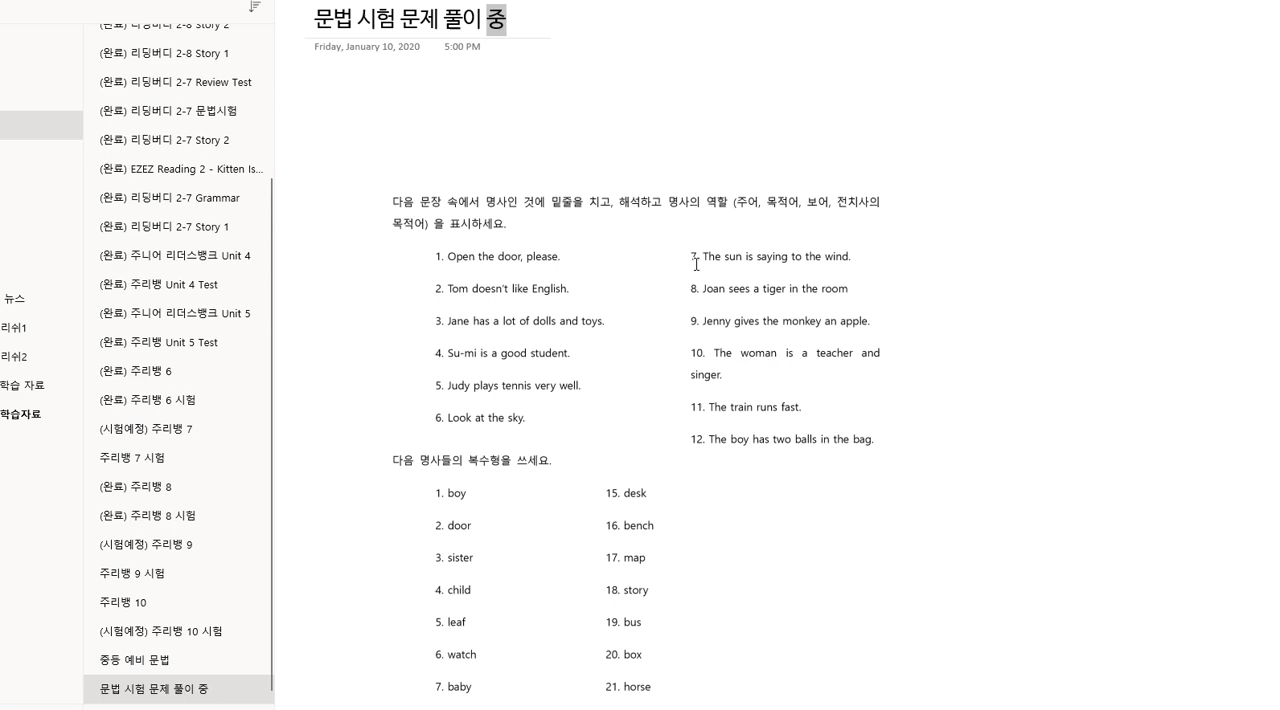 뉴스
리쉬1
리쉬2
학습 자료
학습자료
(완료) 리딩버디 2-8 Story 2
(완료) 리딩버디 2-8 Story 1
(완료) 리딩버디 2-7 Review Test
(완료) 리딩버디 2-7 문법시험
(완료) 리딩버디 2-7 Story 2
(완료) EZEZ Reading 2 - Kitten Is...
(완료) 리딩버디 2-7 Grammar
(완료) 리딩버디 2-7 Story 1
(완료) 주니어 리더스뱅크 Unit 4
(완료) 주리뱅 Unit 4 Test
(완료) 주니어 리더스뱅크 Unit 5
(완료) 주리뱅 Unit 5 Test
(완료) 주리뱅 6
(완료) 주리뱅 6 시험
(시험예정) 주리뱅 7
주리뱅 7 시험
(완료) 주리뱅 8
(완료) 주리뱅 8 시험
(시험예정) 주리뱅 9
주리뱅 9 시험
주리뱅 10
(시험예정) 주리뱅 10 시험
중등 예비 문법
문법 시험 문제 풀이 중
문법 시험 문제 풀이 중
Friday, January 10, 2020 5:00 PM
다음 문장 속에서 명사인 것에 밑줄을 치고, 해석하고 명사의 역할 (주어, 목적어, 보어, 전치사의
목적어) 을 표시하세요.
1. Open the door, please.
2. Tom doesn't like English.
3. Jane has a lot of dolls and toys.
4. Su-mi is a good student.
5. Judy plays tennis very well.
6. Look at the sky.
7. The sun is saying to the wind.
8. Joan sees a tiger in the room
9. Jenny gives the monkey an apple.
10. The woman is a teacher and
singer.
11. The train runs fast.
12. The boy has two balls in the bag.
다음 명사들의 복수형을 쓰세요.
1. boy
2. door
3. sister
4. child
5. leaf
6. watch
7. baby
15. desk
16. bench
17. map
18. story
19. bus
20. box
21. horse